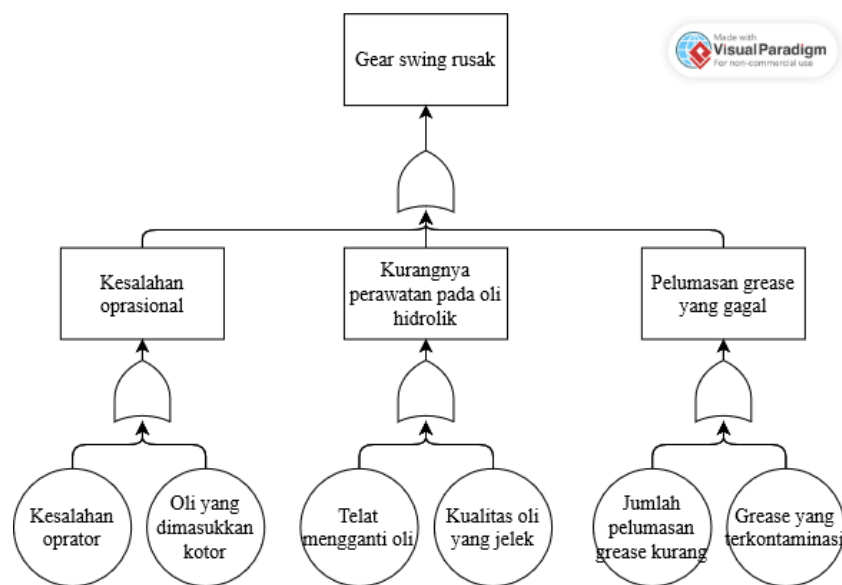 Gear swing rusak
Made with
Visual Paradigm
For non-commercial use
Kesalahan
oprasional
Kurangnya
perawatan pada oli
hidrolik
Pelumasan grease
yang gagal
Kesalahan
oprator
Oli yang
dimasukkan
kotor
Telat
mengganti oli
Kualitas oli
yang jelek
Jumlah
pelumasan
grease kurang
Grease yang
terkontaminasi